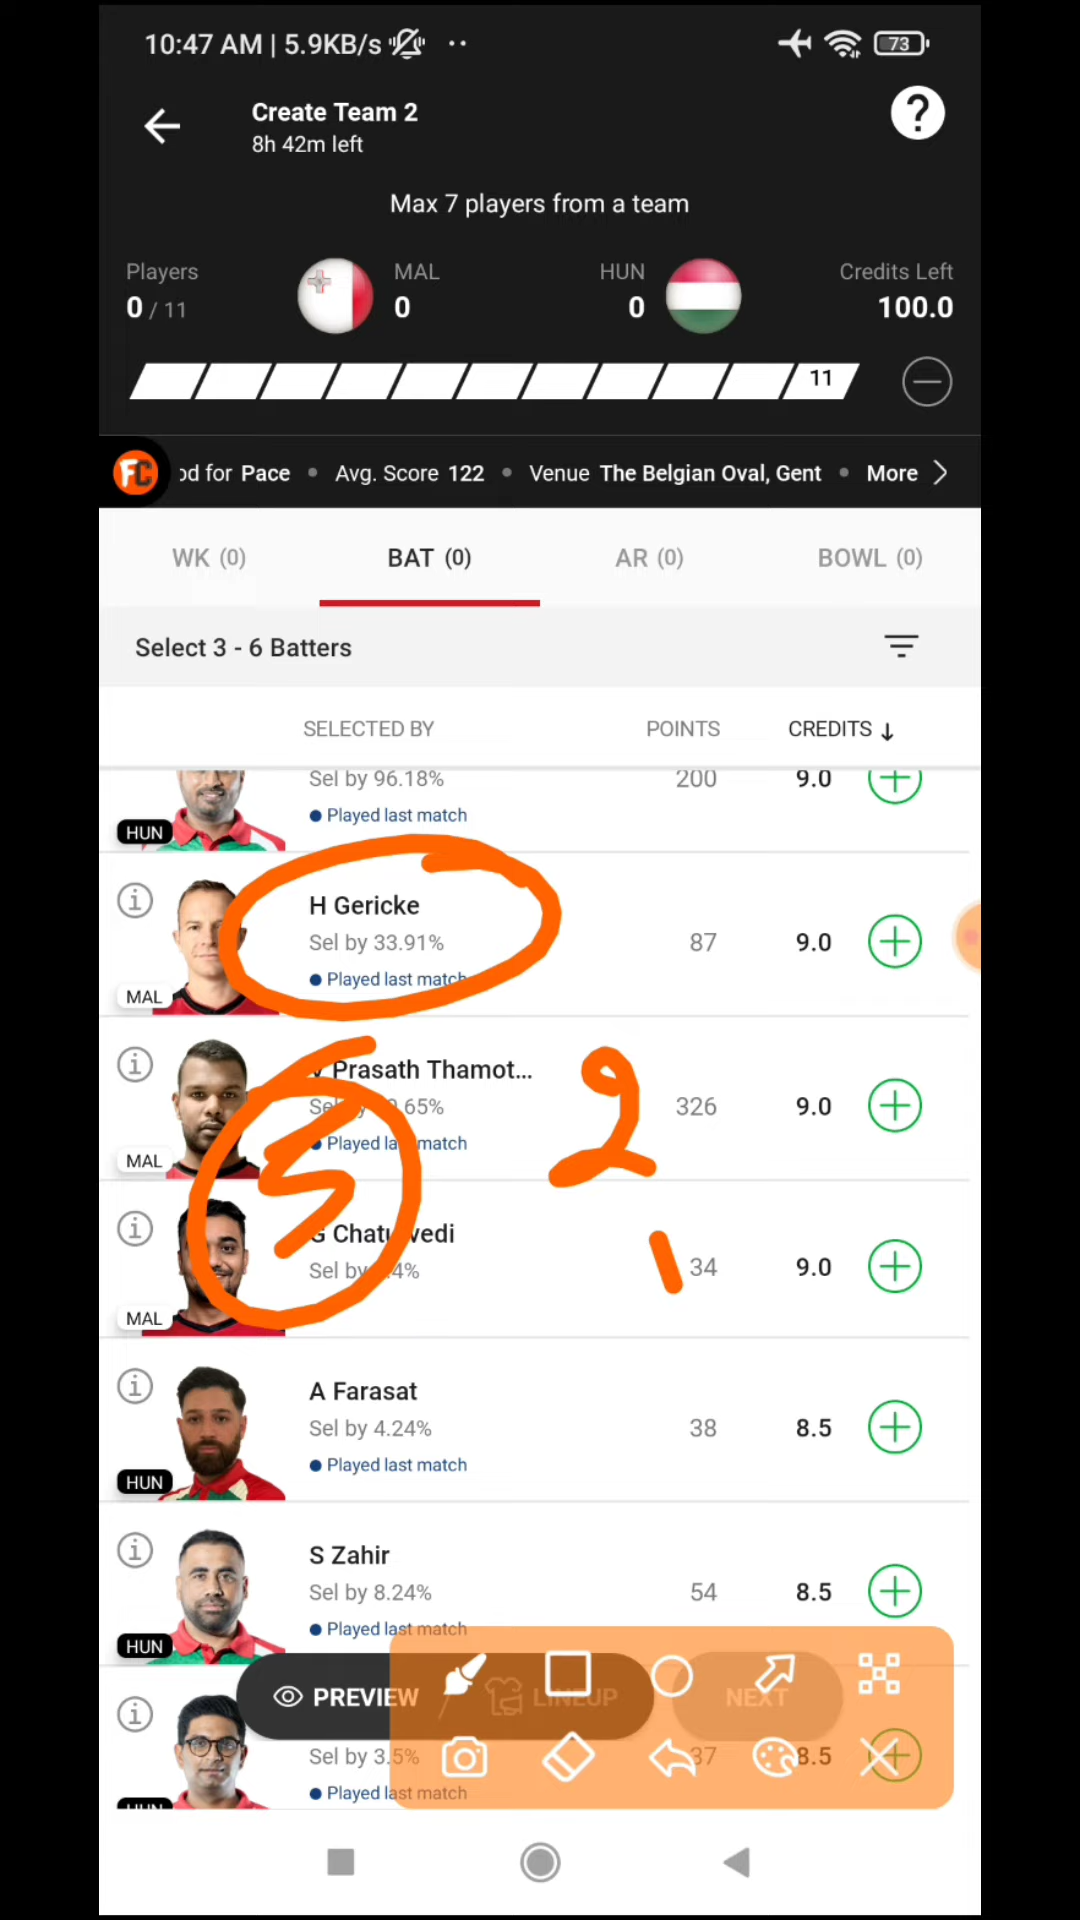 10:47 AM | 5.9KB/s
73
Create Team 2
8h 42m left
?
Max 7 players from a team
Players MAL HUN Credits Left
0 / 11 0 0 100.0
11
FC od for Pace • Avg. Score 122 • Venue The Belgian Oval, Gent • More
WK (0) BAT (0) AR (0) BOWL (0)
Select 3 - 6 Batters
SELECTED BY POINTS CREDITS ↓
Sel by 96.18% 200 9.0
Played last match
HUN
H Gericke
Sel by 33.91% 87 9.0
Played last match
MAL
V Prasath Thamot... 2
Sel 65% 326 9.0
Played last match
MAL
5
G Chaturvedi
Sel by 4% 34 9.0
MAL
A Farasat
Sel by 4.24% 38 8.5
Played last match
HUN
S Zahir
Sel by 8.24% 54 8.5
Played last match
HUN
PREVIEW LINEUP NEXT
Sel by 3.5% 37 8.5
Played last match
HUN